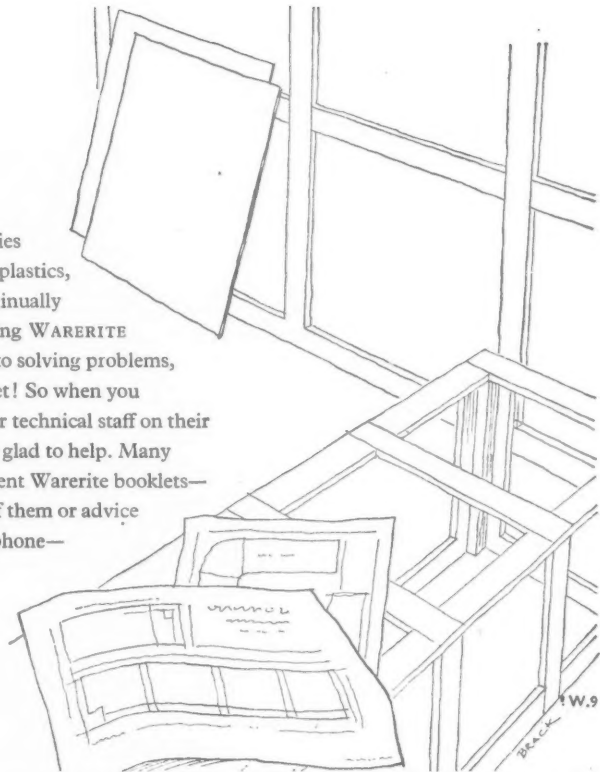 ies
plastics,
inually
ng WARERITE
to solving problems,
et! So when you
r technical staff on their
glad to help. Many
ent Warerite booklets—
f them or advice
phone—
W.9
BRACK